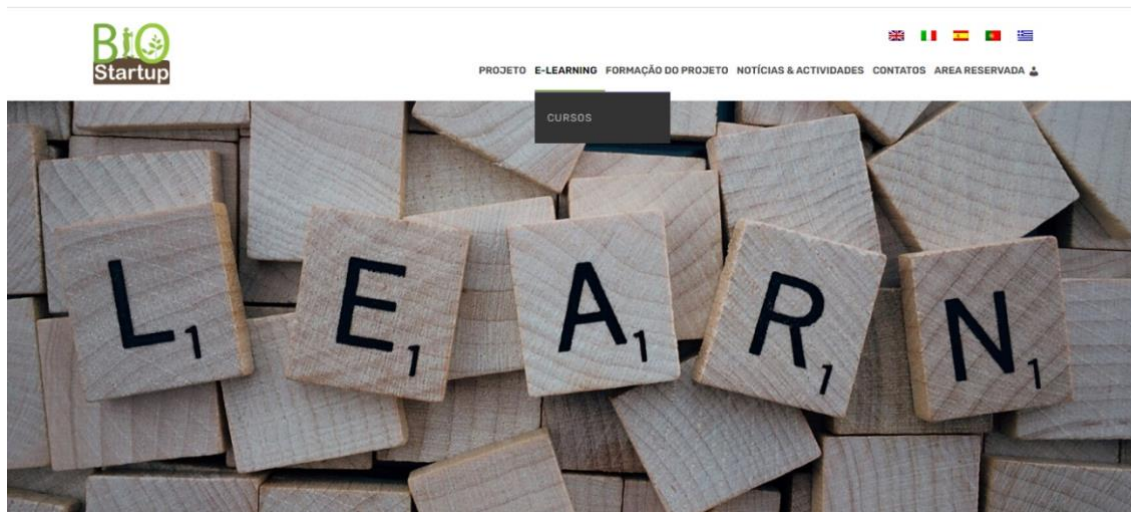 BIO
Startup
PROJETO E-LEARNING FORMAÇÃO DO PROJETO NOTÍCIAS & ACTIVIDADES CONTATOS AREA RESERVADA
CURSOS
L1 E1 A1 R1 N1